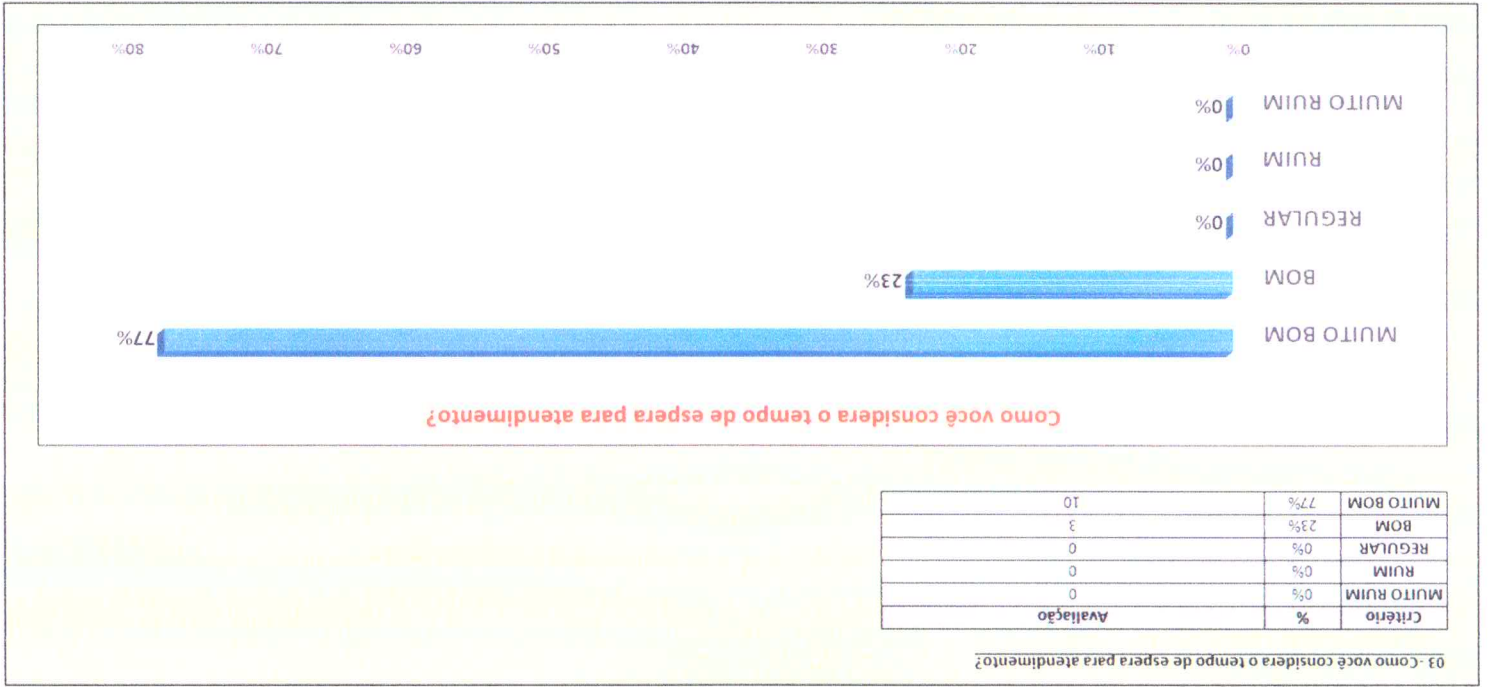 03 -Como você considera o tempo de espera para atendimento?
Critério % Avaliação
MUITO RUIM 0% 0
RUIM 0% 0
REGULAR 0% 0
BOM 23% 3
MUITO BOM 77% 10
Como você considera o tempo de espera para atendimento?
MUITO BOM 77%
BOM 23%
REGULAR 0%
RUIM 0%
MUITO RUIM 0%
0% 10% 20% 30% 40% 50% 60% 70% 80%